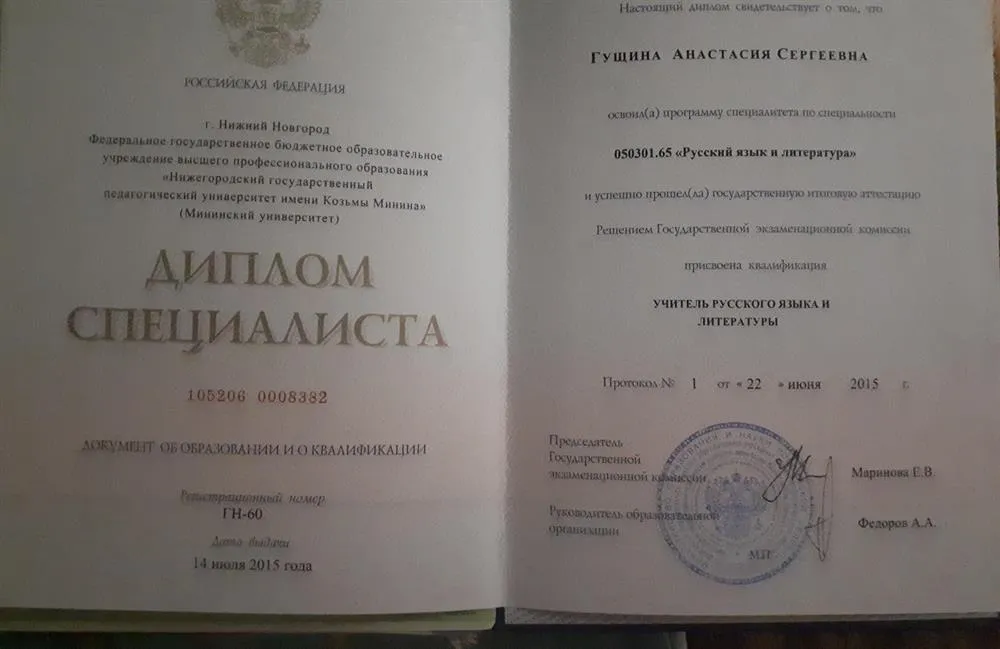 РОССИЙСКАЯ ФЕДЕРАЦИЯ
г. Нижний Новгород
Федеральное государственное бюджетное образовательное
учреждение высшего профессионального образования
«Нижегородский государственный
педагогический университет имени Козьмы Минина»
(Мининский университет)
ДИПЛОМ
СПЕЦИАЛИСТА
105206 0008382
ДОКУМЕНТ ОБ ОБРАЗОВАНИИ И О КВАЛИФИКАЦИИ
Регистрационный номер
ГН-60
Дата выдачи
14 июля 2015 года
Настоящий диплом свидетельствует о том, что
ГУЩИНА АНАСТАСИЯ СЕРГЕЕВНА
освоил(а) программу специалитета по специальности
050301.65 «Русский язык и литература»
и успешно прошел(ла) государственную итоговую аттестацию
Решением Государственной экзаменационной комиссии
присвоена квалификация
УЧИТЕЛЬ РУССКОГО ЯЗЫКА И
ЛИТЕРАТУРЫ
Протокол № 1 от « 22 » июня 2015 г.
Председатель
Государственной
экзаменационной комиссии
Маринова Е.В.
Руководитель образовательной
организации
Федоров А.А.
М.П.